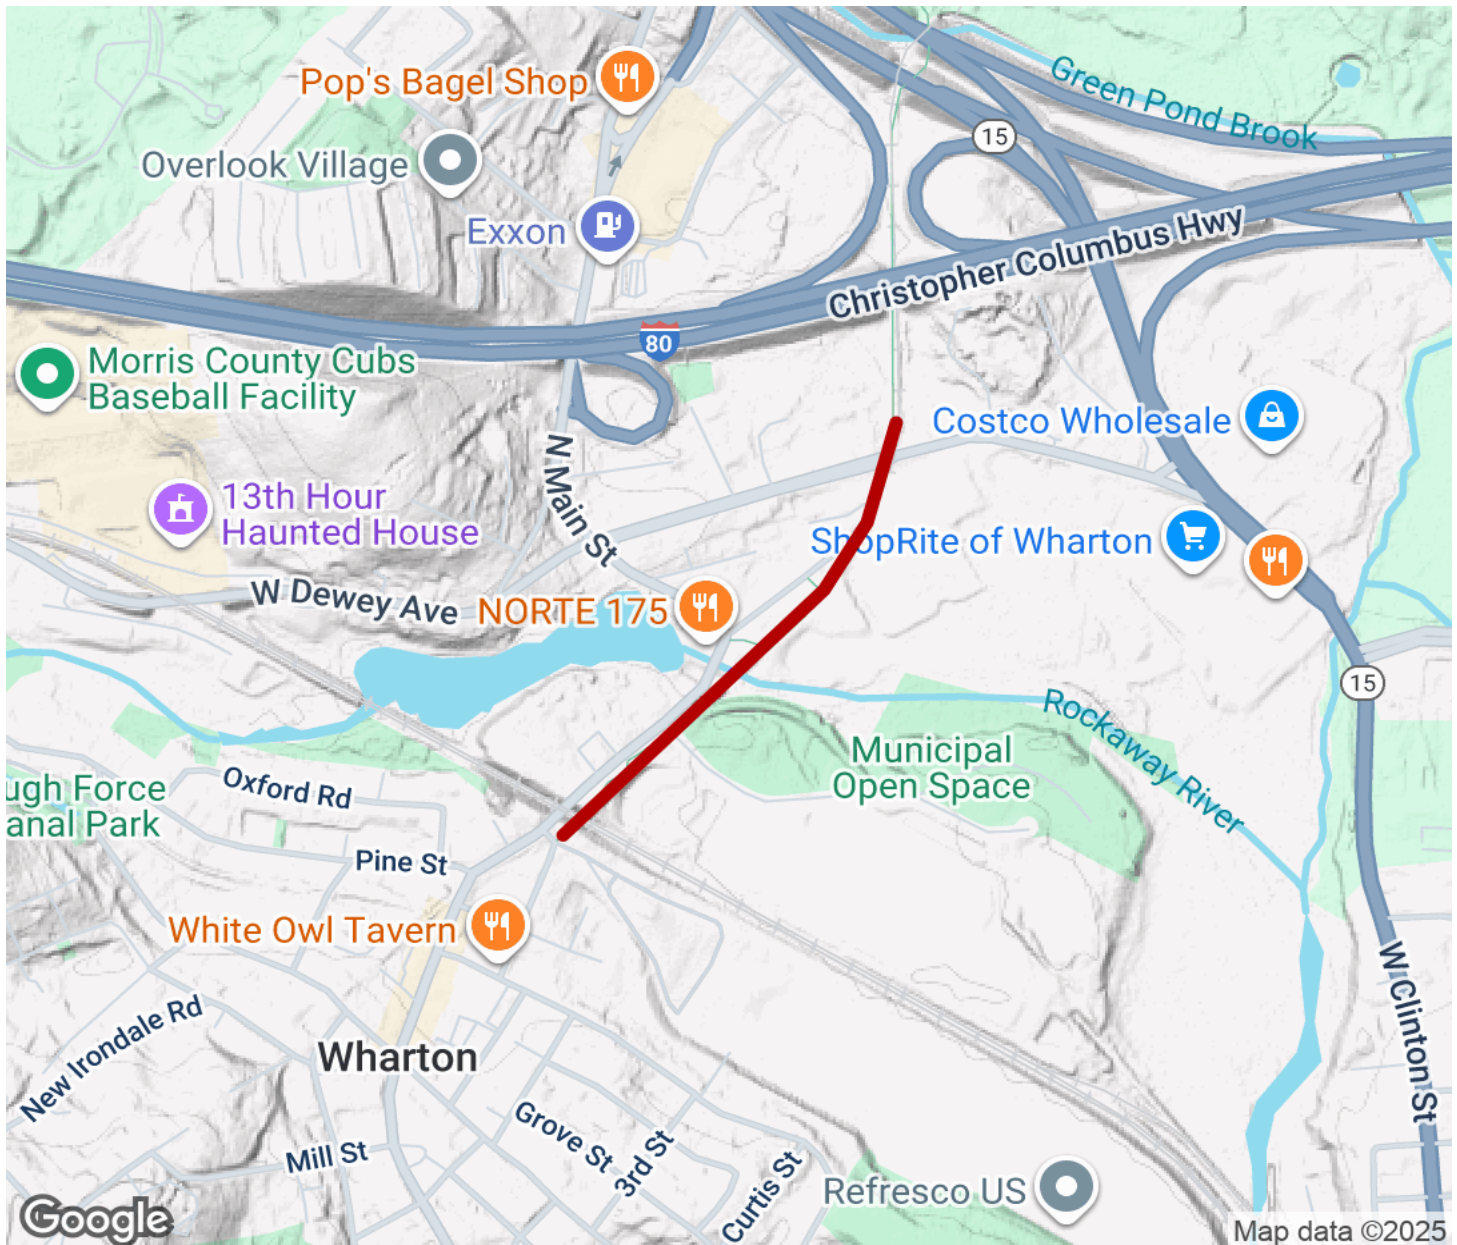 Pop's Bagel Shop
Green Pond Brook
15
Overlook Village
Exxon
Christopher Columbus Hwy
80
Morris County Cubs
Baseball Facility
Costco Wholesale
N Main St
13th Hour
Haunted House
ShopRite of Wharton
W Dewey Ave
NORTE 175
15
Rockaway River
Municipal
Open Space
ugh Force
anal Park
Oxford Rd
Pine St
White Owl Tavern
W Clinton St
New Irondale Rd
Wharton
Grove St
3rd St
Mill St
Curtis St
Refresco US
Google
Map data ©2025